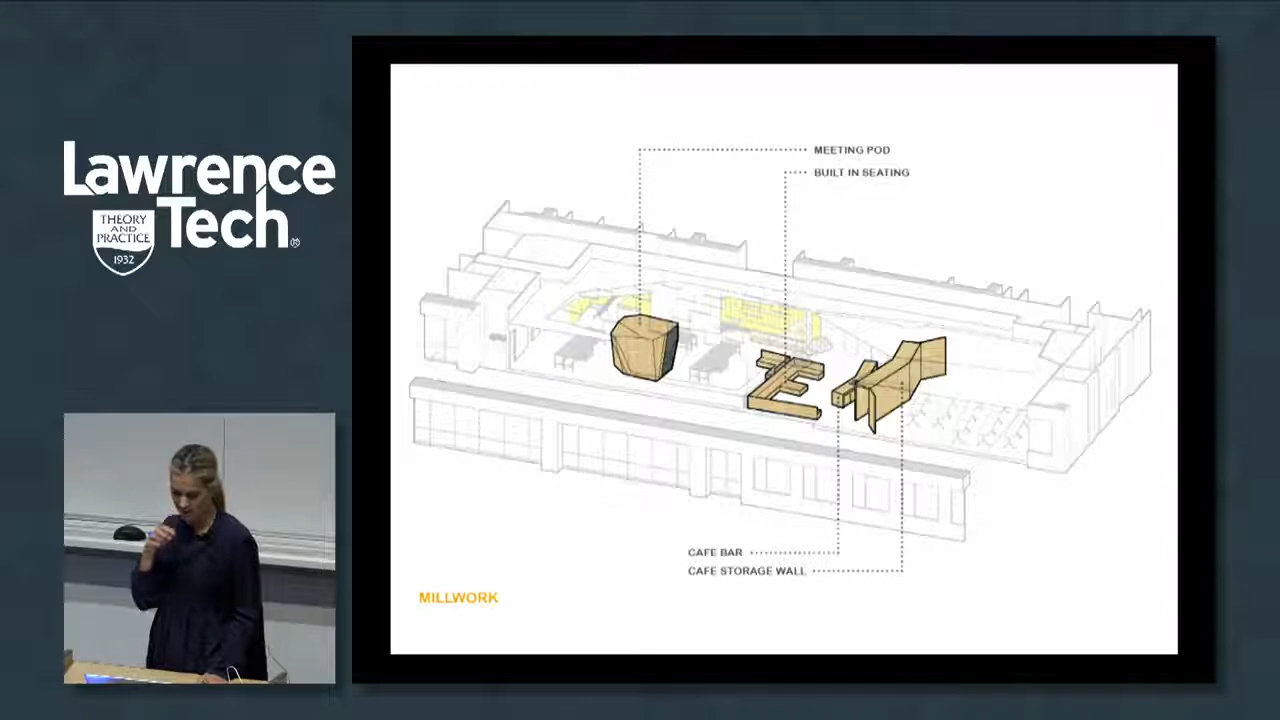 Lawrence
Tech®
THEORY
AND
PRACTICE
1932
MEETING POD
BUILT IN SEATING
CAFE BAR
CAFE STORAGE WALL
MILLWORK